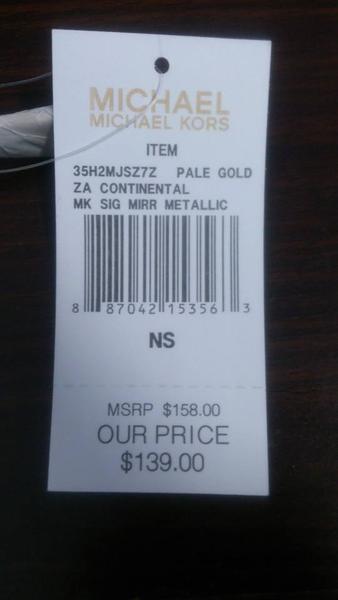 MICHAEL
MICHAEL KORS
ITEM
35H2MJSZ7Z PALE GOLD
ZA CONTINENTAL
MK SIG MIRR METALLIC
8 87042 15356 3
NS
MSRP $158.00
OUR PRICE
$139.00